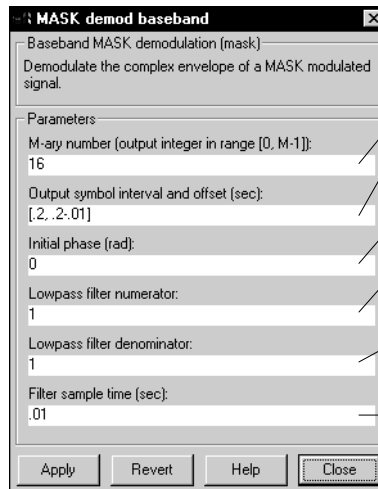 MASK demod baseband
Baseband MASK demodulation (mask)
Demodulate the complex envelope of a MASK modulated
signal.
Parameters
M-ary number (output integer in range [0, M-1]):
16
Output symbol interval and offset (sec):
[.2, .2-.01]
Initial phase (rad):
0
Lowpass filter numerator:
1
Lowpass filter denominator:
1
Filter sample time (sec):
.01
Apply
Revert
Help
Close